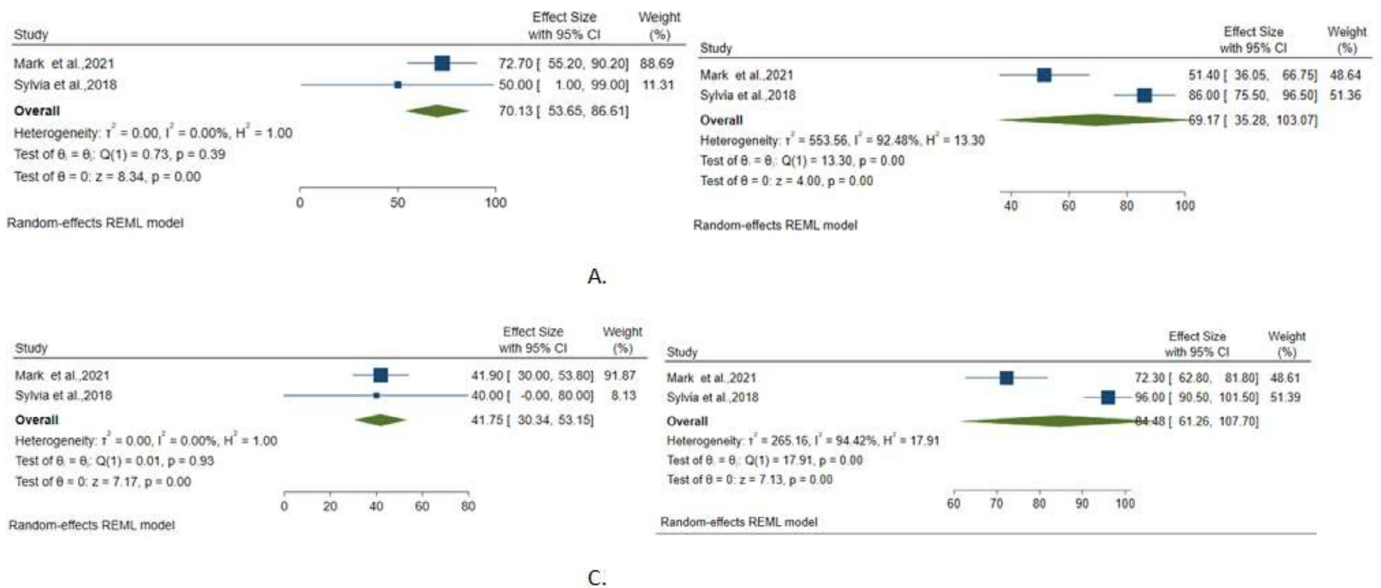 Effect Size Weight
Study with 95% CI (%)
Mark et al.,2021 72.70 [ 55.20, 90.20] 88.69
Sylvia et al.,2018 50.00 [ 1.00, 99.00] 11.31
Overall 70.13 [ 53.65, 86.61]
Heterogeneity: τ² = 0.00, I² = 0.00%, H² = 1.00
Test of θᵢ = θⱼ: Q(1) = 0.73, p = 0.39
Test of θ = 0: z = 8.34, p = 0.00
0 50 100
Random-effects REML model
Effect Size Weight
Study with 95% CI (%)
Mark et al.,2021 51.40 [ 36.05, 66.75] 48.64
Sylvia et al.,2018 86.00 [ 75.50, 96.50] 51.36
Overall 69.17 [ 35.28, 103.07]
Heterogeneity: τ² = 553.56, I² = 92.48%, H² = 13.30
Test of θᵢ = θⱼ: Q(1) = 13.30, p = 0.00
Test of θ = 0: z = 4.00, p = 0.00
40 60 80 100
Random-effects REML model
A.
Effect Size Weight
Study with 95% CI (%)
Mark et al.,2021 41.90 [ 30.00, 53.80] 91.87
Sylvia et al.,2018 40.00 [ -0.00, 80.00] 8.13
Overall 41.75 [ 30.34, 53.15]
Heterogeneity: τ² = 0.00, I² = 0.00%, H² = 1.00
Test of θᵢ = θⱼ: Q(1) = 0.01, p = 0.93
Test of θ = 0: z = 7.17, p = 0.00
0 20 40 60 80
Random-effects REML model
Effect Size Weight
Study with 95% CI (%)
Mark et al.,2021 72.30 [ 62.80, 81.80] 48.61
Sylvia et al.,2018 96.00 [ 90.50, 101.50] 51.39
Overall 84.48 [ 61.26, 107.70]
Heterogeneity: τ² = 265.16, I² = 94.42%, H² = 17.91
Test of θᵢ = θⱼ: Q(1) = 17.91, p = 0.00
Test of θ = 0: z = 7.13, p = 0.00
60 70 80 90 100
Random-effects REML model
C.